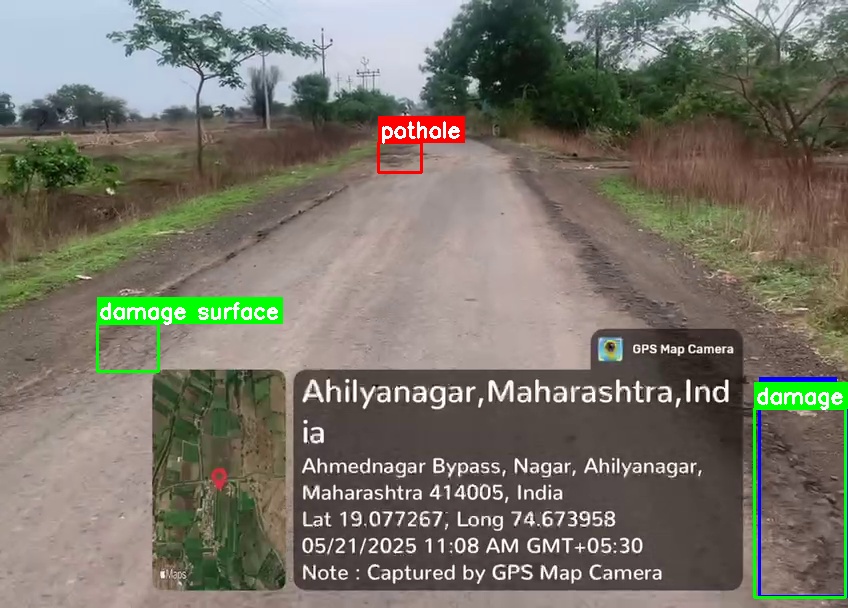 pothole
damage surface
GPS Map Camera
damage
Ahilyanagar,Maharashtra,Ind
ia
Ahmednagar Bypass, Nagar, Ahilyanagar,
Maharashtra 414005, India
Lat 19.077267, Long 74.673958
05/21/2025 11:08 AM GMT+05:30
Note : Captured by GPS Map Camera
Maps